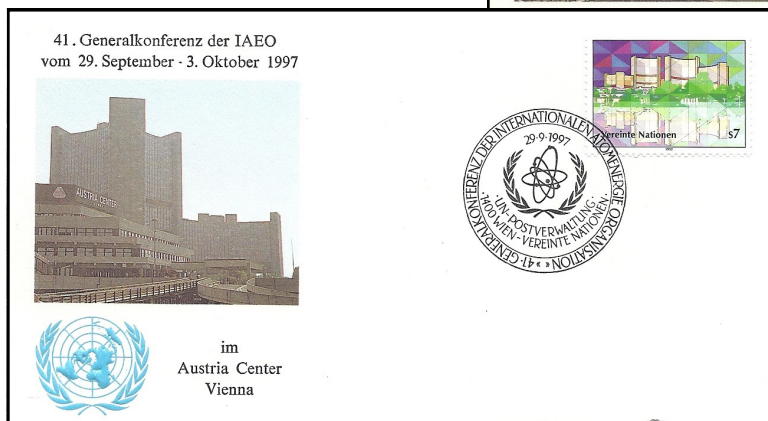 41. Generalkonferenz der IAEO
vom 29. September - 3. Oktober 1997
AUSTRIA CENTER
im
Austria Center
Vienna
41. GENERALKONFERENZ DER INTERNATIONALEN ATOMENERGIE ORGANISATION
29·9·1997
·UN-POSTVERWALTUNG·
·1400 WIEN-VEREINTE NATIONEN·
Vereinte Nationen
s7